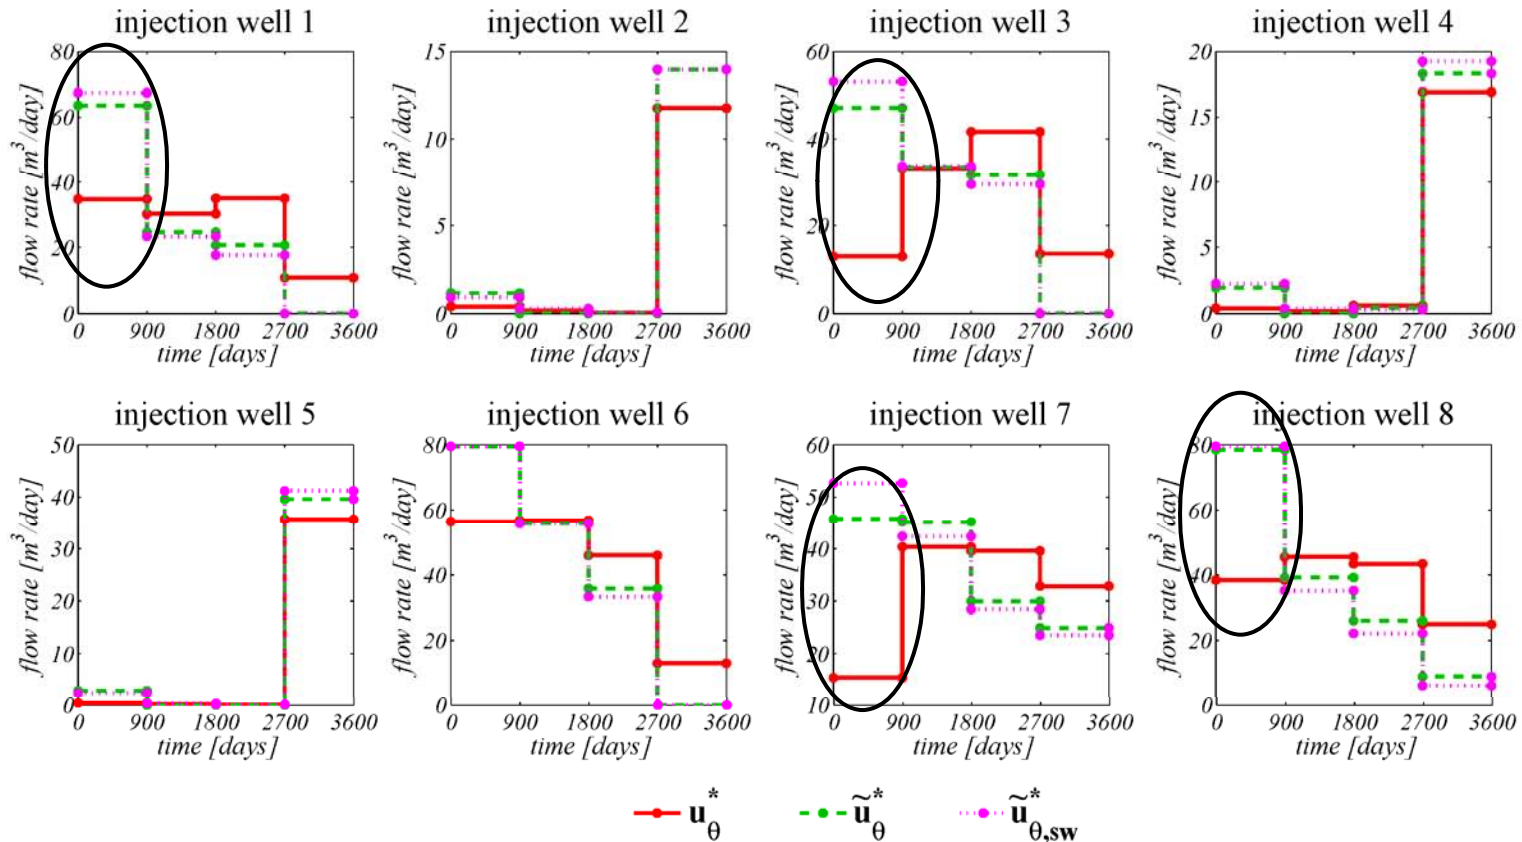 injection well 1
injection well 2
injection well 3
injection well 4
flow rate [m³/day]
80
60
40
20
0
0 900 1800 2700 3600
time [days]
flow rate [m³/day]
15
10
5
0
0 900 1800 2700 3600
time [days]
flow rate [m³/day]
60
40
20
0
0 900 1800 2700 3600
time [days]
flow rate [m³/day]
20
15
10
5
0
0 900 1800 2700 3600
time [days]
injection well 5
injection well 6
injection well 7
injection well 8
flow rate [m³/day]
50
40
30
20
10
0
0 900 1800 2700 3600
time [days]
flow rate [m³/day]
80
60
40
20
0
0 900 1800 2700 3600
time [days]
flow rate [m³/day]
60
50
40
30
20
10
0 900 1800 2700 3600
time [days]
flow rate [m³/day]
80
60
40
20
0
0 900 1800 2700 3600
time [days]
u*θ ũ*θ ũ*θ,sw